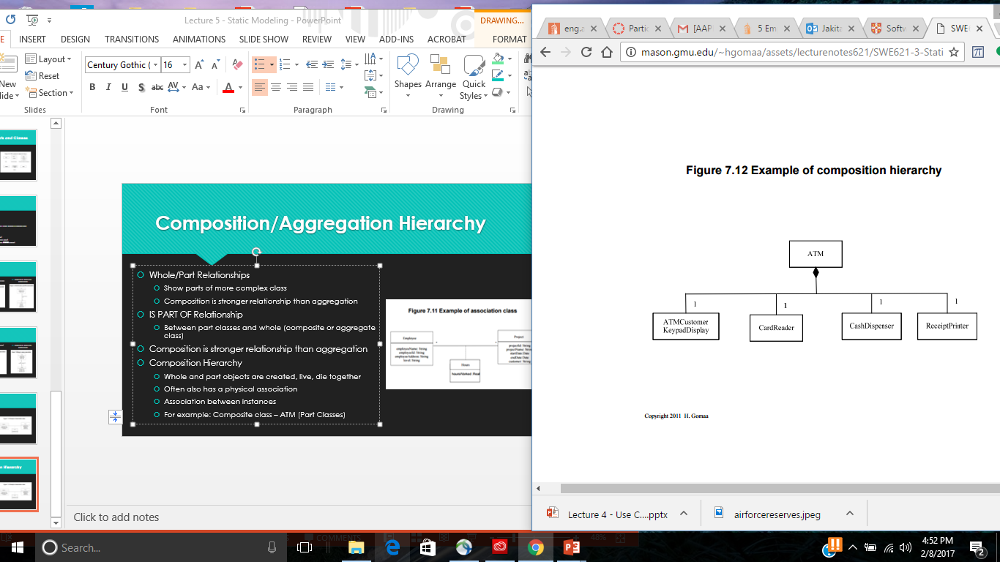 Lecture 5 - Static Modeling - PowerPoint
DRAWING...
INSERT DESIGN TRANSITIONS ANIMATIONS SLIDE SHOW REVIEW VIEW ADD-INS ACROBAT FORMAT
New
Slide
Layout
Reset
Section
Slides
Century Gothic (
16
B I U S abc AV Aa A
Font
Paragraph
Shapes
Arrange
Quick
Styles
Drawing
Composition/Aggregation Hierarchy
Whole/Part Relationships
Show parts of more complex class
Composition is stronger relationship than aggregation
IS PART OF Relationship
Between part classes and whole (composite or aggregate
class)
Composition is stronger relationship than aggregation
Composition Hierarchy
Whole and part objects are created, live, die together
Often also has a physical association
Association between instances
For example: Composite class – ATM (Part Classes)
Figure 7.11 Example of association class
Employee
employeeName: String
employeeId: String
employeeAddress: String
level: String
Project
projectId: String
projectName: String
startDate: Date
endDate: Date
customer: String
Hours
hoursWorked: Real
Click to add notes
COMMENTS
48%
eng.a
Partic
M [AAP
5 Em
Jakita
Softw
SWE
mason.gmu.edu/~hgomaa/assets/lecturenotes621/SWE621-3-Stati
Figure 7.12 Example of composition hierarchy
ATM
1 1 1 1
ATMCustomer
KeypadDisplay
CardReader
CashDispenser
ReceiptPrinter
Copyright 2011 H. Gomaa
Lecture 4 - Use C....pptx
airforcereserves.jpeg
Search...
4:52 PM
2/8/2017
2